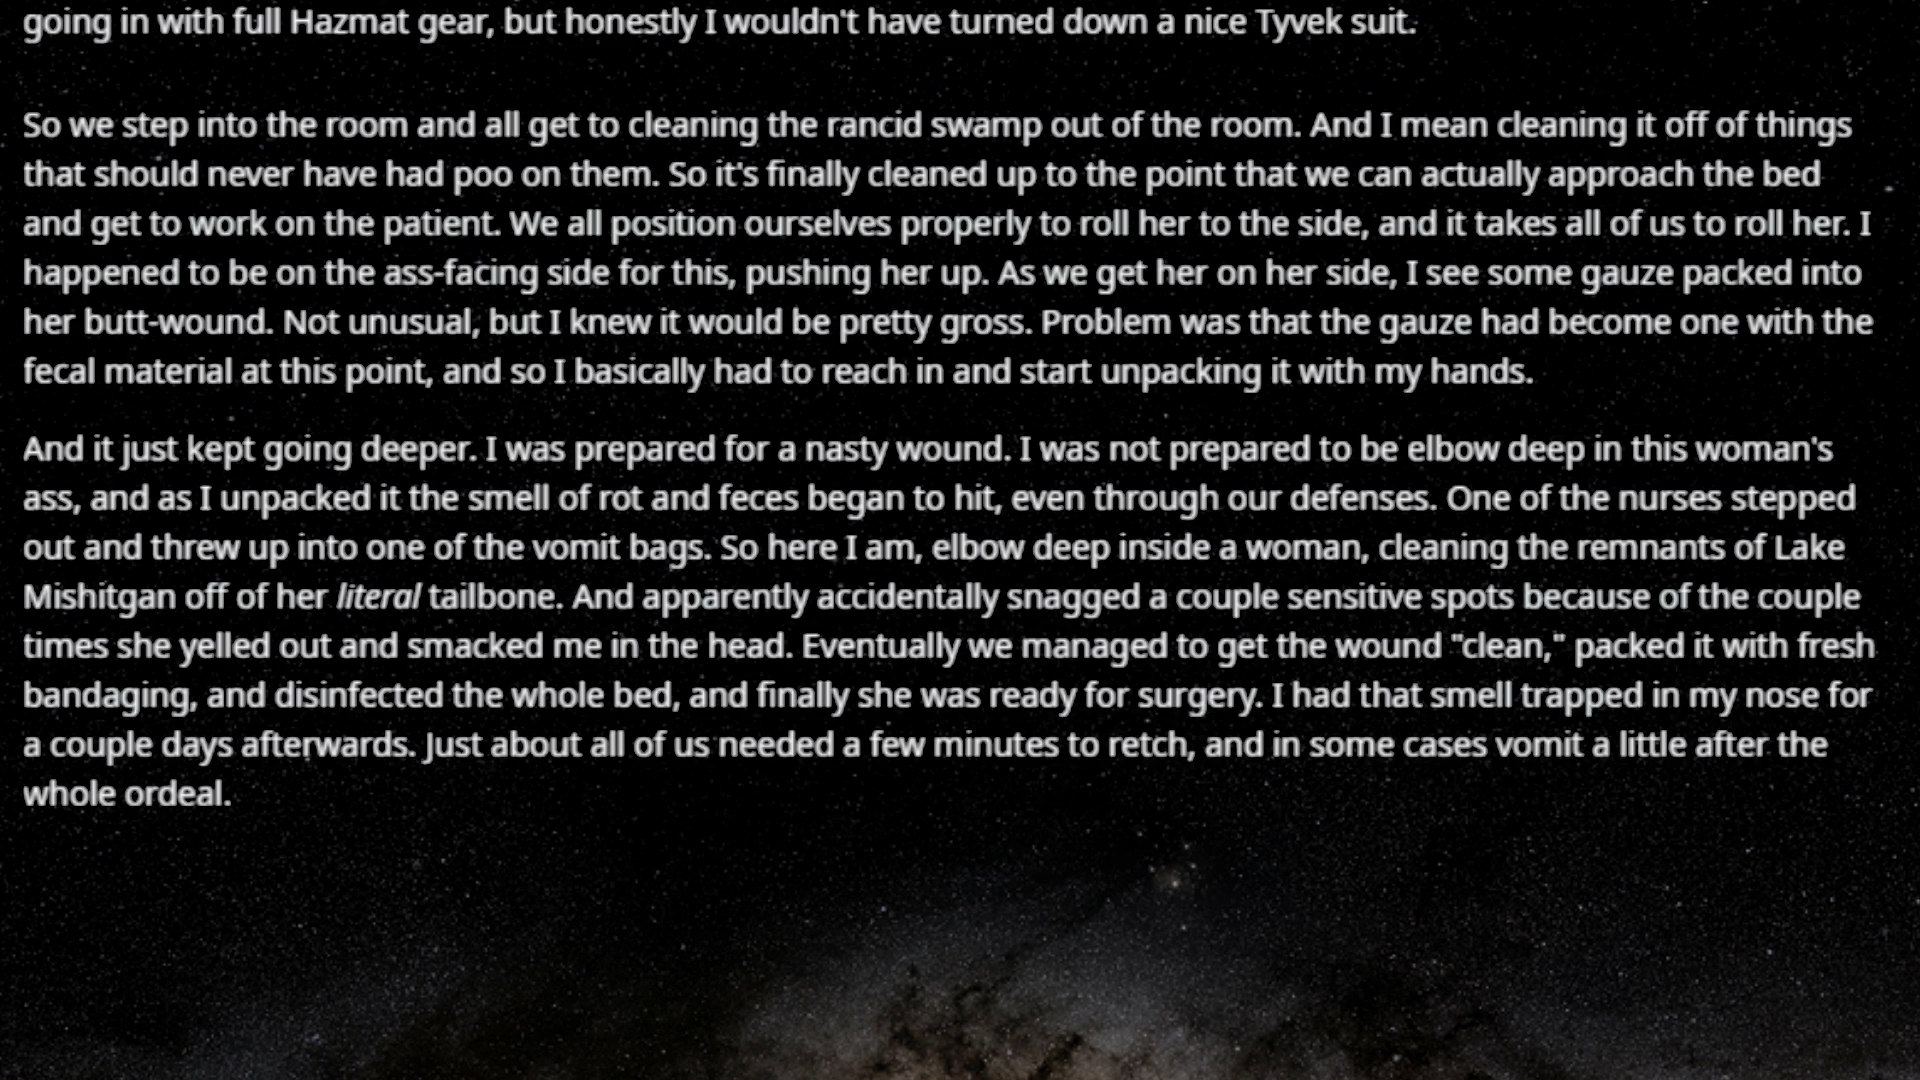 going in with full Hazmat gear, but honestly I wouldn't have turned down a nice Tyvek suit.
So we step into the room and all get to cleaning the rancid swamp out of the room. And I mean cleaning it off of things
that should never have had poo on them. So it's finally cleaned up to the point that we can actually approach the bed
and get to work on the patient. We all position ourselves properly to roll her to the side, and it takes all of us to roll her. I
happened to be on the ass-facing side for this, pushing her up. As we get her on her side, I see some gauze packed into
her butt-wound. Not unusual, but I knew it would be pretty gross. Problem was that the gauze had become one with the
fecal material at this point, and so I basically had to reach in and start unpacking it with my hands.
And it just kept going deeper. I was prepared for a nasty wound. I was not prepared to be elbow deep in this woman's
ass, and as I unpacked it the smell of rot and feces began to hit, even through our defenses. One of the nurses stepped
out and threw up into one of the vomit bags. So here I am, elbow deep inside a woman, cleaning the remnants of Lake
Mishitgan off of her literal tailbone. And apparently accidentally snagged a couple sensitive spots because of the couple
times she yelled out and smacked me in the head. Eventually we managed to get the wound "clean," packed it with fresh
bandaging, and disinfected the whole bed, and finally she was ready for surgery. I had that smell trapped in my nose for
a couple days afterwards. Just about all of us needed a few minutes to retch, and in some cases vomit a little after the
whole ordeal.